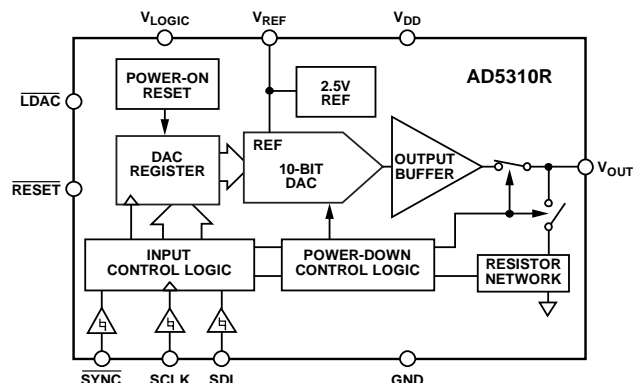 VLOGIC
VREF
VDD
AD5310R
POWER-ON
RESET
2.5V
REF
LDAC
DAC
REGISTER
REF
10-BIT
DAC
OUTPUT
BUFFER
VOUT
RESET
INPUT
CONTROL LOGIC
POWER-DOWN
CONTROL LOGIC
RESISTOR
NETWORK
SYNC
SCLK
SDI
GND